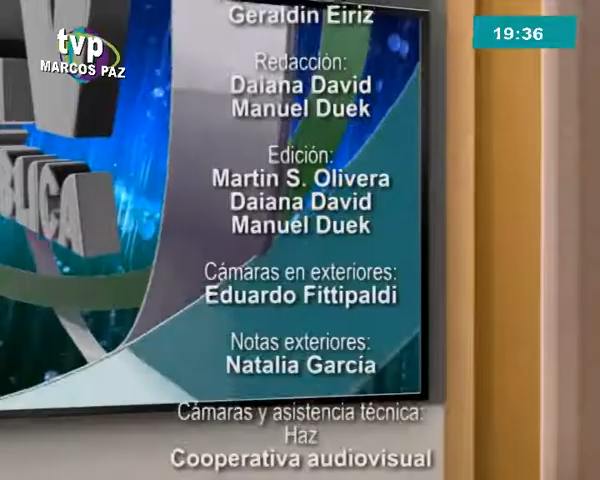 Geraldin Eiriz
tvp
MARCOS PAZ
19:36
Redacción:
Daiana David
Manuel Duek
Edición:
Martin S. Olivera
Daiana David
Manuel Duek
Cámaras en exteriores:
Eduardo Fittipaldi
Notas exteriores:
Natalia García
Cámaras y asistencia técnica:
Haz
Cooperativa audiovisual